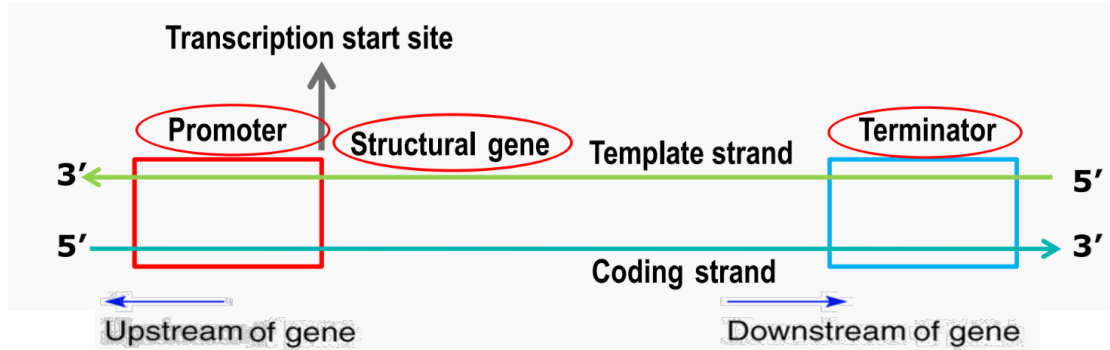 Transcription start site
Promoter
Structural gene
Template strand
Terminator
3′
5′
5′
3′
Coding strand
Upstream of gene
Downstream of gene